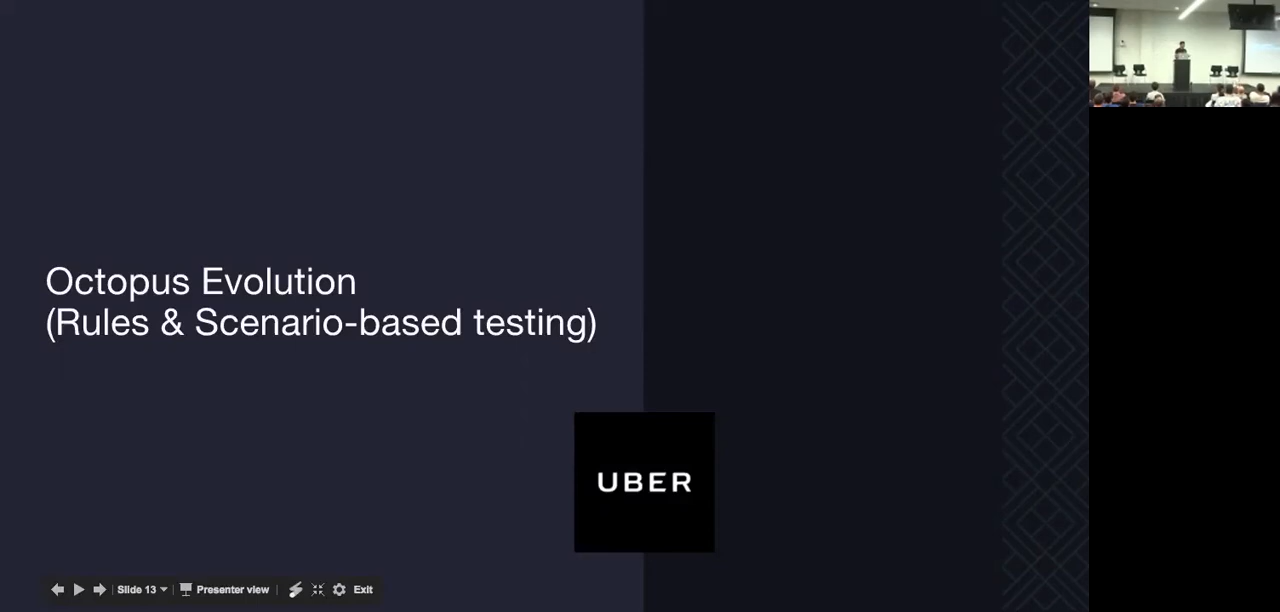 Octopus Evolution
(Rules & Scenario-based testing)
UBER
Slide 13
Presenter view
Exit